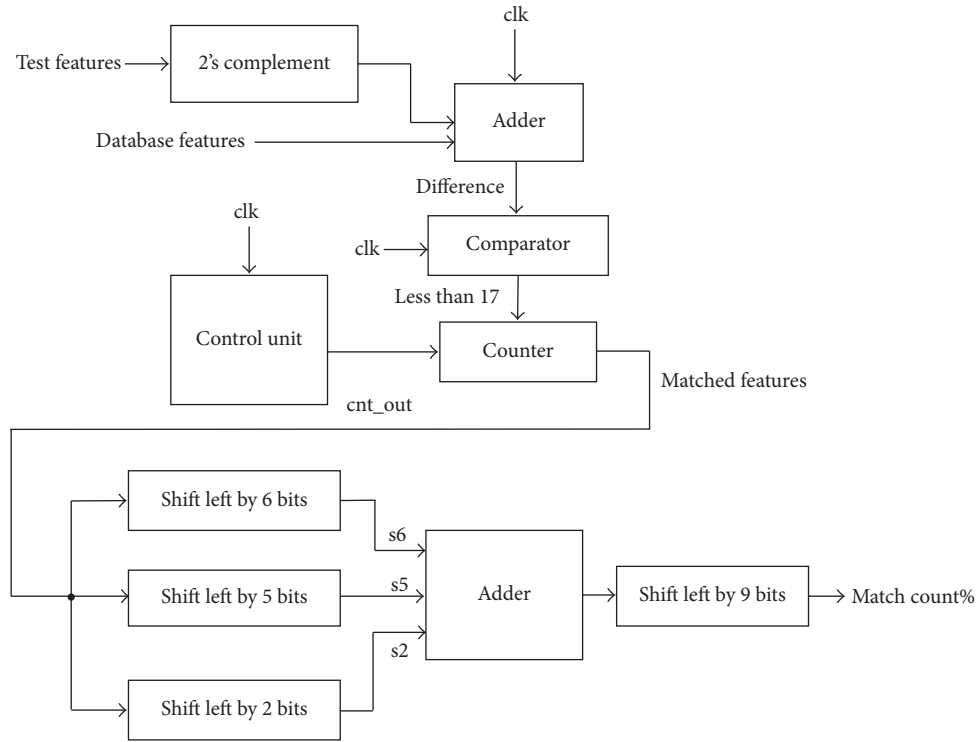 clk
Test features
2's complement
Adder
Database features
Difference
clk
clk
Comparator
Less than 17
Control unit
Counter
Matched features
cnt_out
Shift left by 6 bits
s6
Shift left by 5 bits
s5
Adder
Shift left by 9 bits
Match count%
s2
Shift left by 2 bits